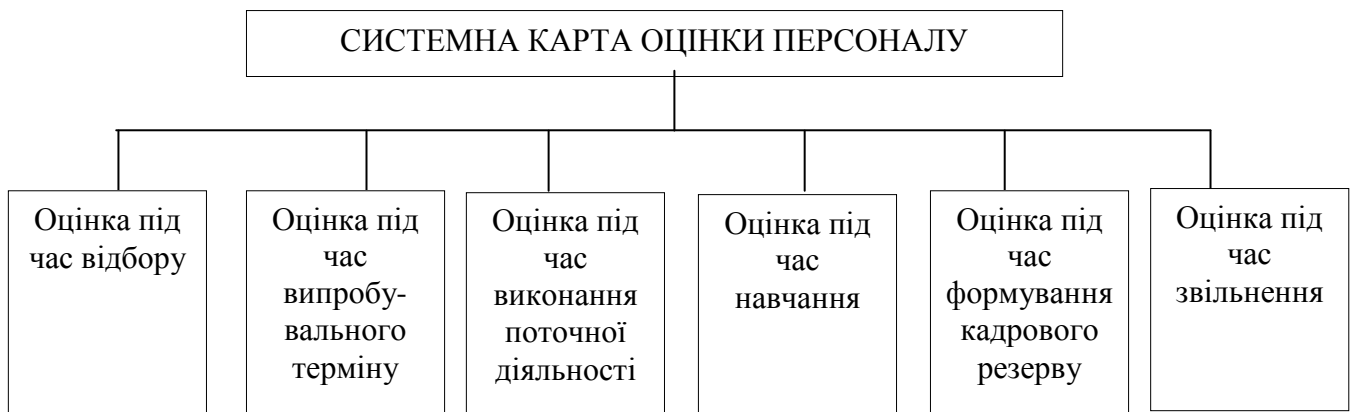 СИСТЕМНА КАРТА ОЦІНКИ ПЕРСОНАЛУ
Оцінка під
час відбору
Оцінка під
час
випробу-
вального
терміну
Оцінка під
час
виконання
поточної
діяльності
Оцінка під
час
навчання
Оцінка під
час
формування
кадрового
резерву
Оцінка під
час
звільнення